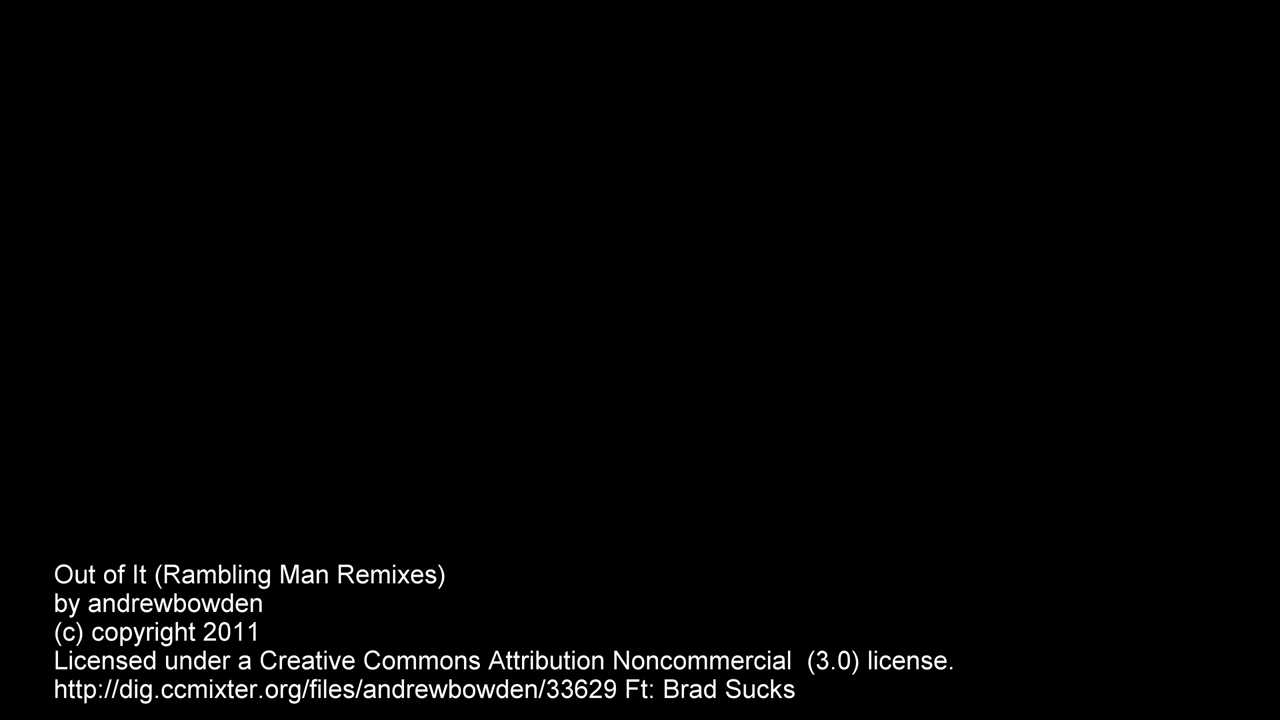 Out of It (Rambling Man Remixes)
by andrewbowden
(c) copyright 2011
Licensed under a Creative Commons Attribution Noncommercial  (3.0) license.
http://dig.ccmixter.org/files/andrewbowden/33629 Ft: Brad Sucks